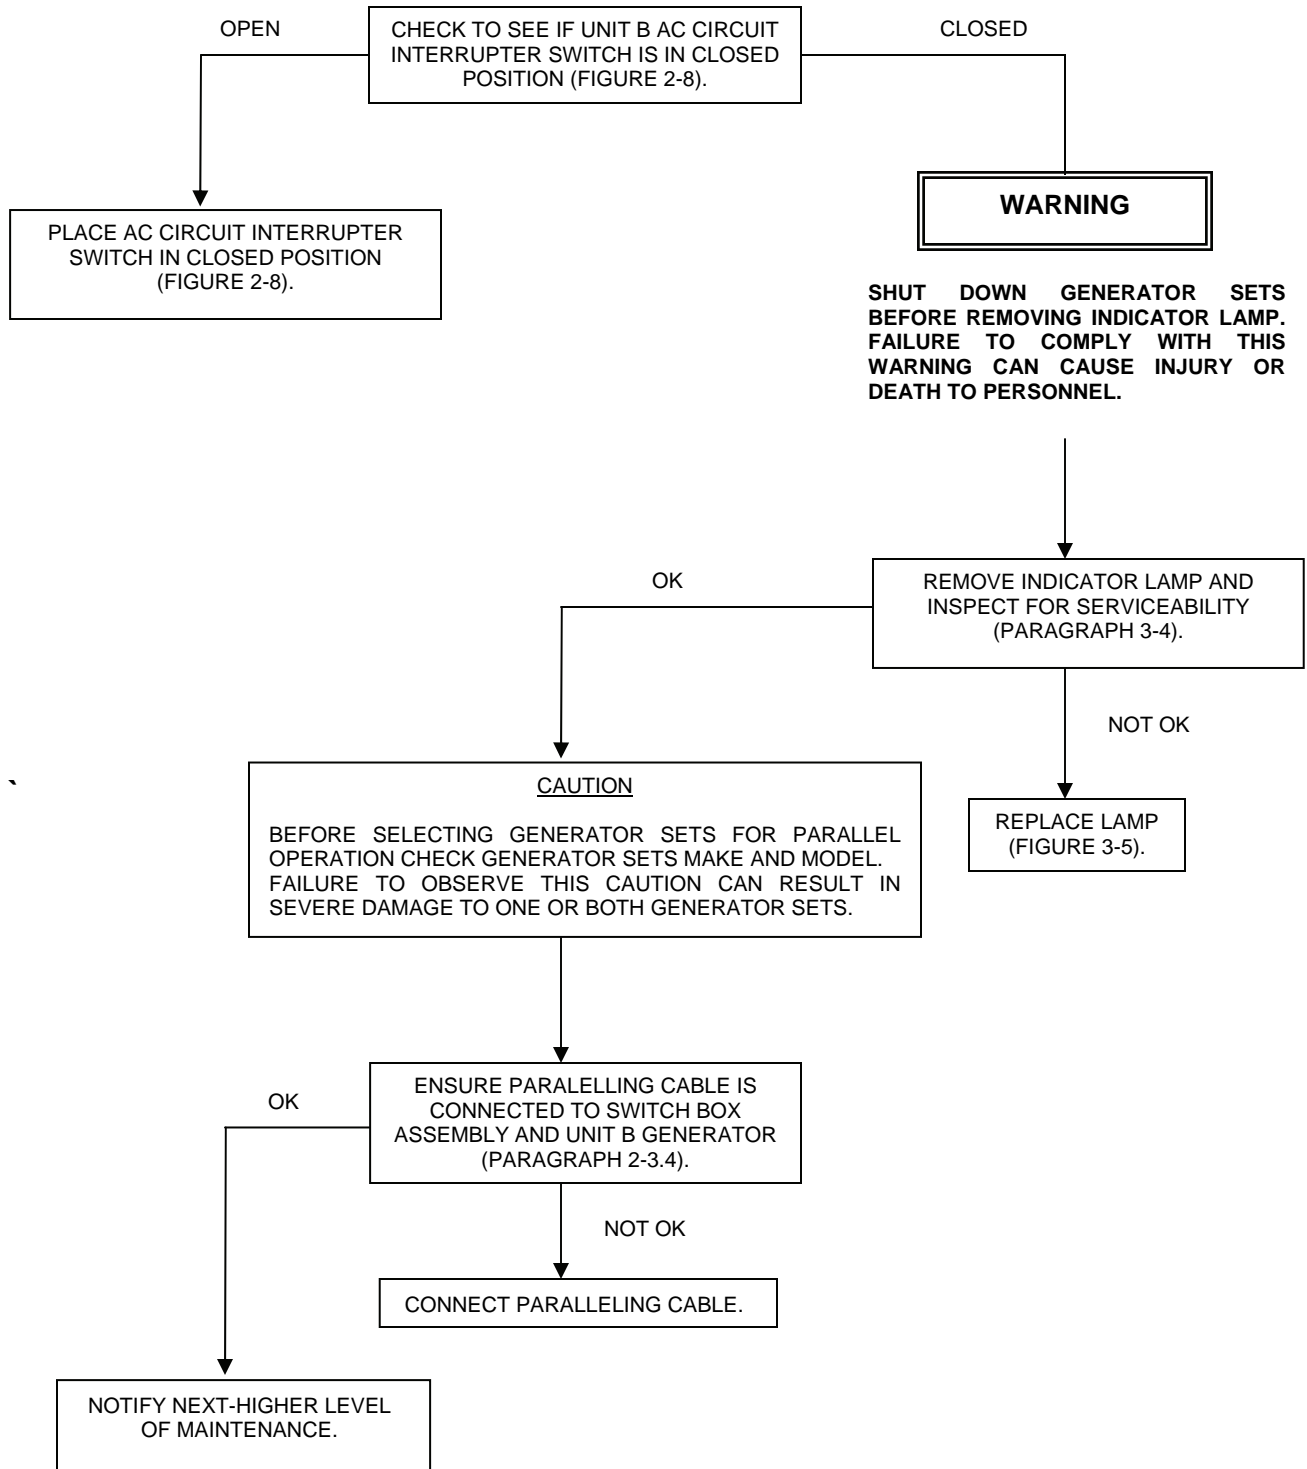 OPEN
CHECK TO SEE IF UNIT B AC CIRCUIT
INTERRUPTER SWITCH IS IN CLOSED
POSITION (FIGURE 2-8).
CLOSED
PLACE AC CIRCUIT INTERRUPTER
SWITCH IN CLOSED POSITION
(FIGURE 2-8).
WARNING
SHUT DOWN GENERATOR SETS
BEFORE REMOVING INDICATOR LAMP.
FAILURE TO COMPLY WITH THIS
WARNING CAN CAUSE INJURY OR
DEATH TO PERSONNEL.
OK
REMOVE INDICATOR LAMP AND
INSPECT FOR SERVICEABILITY
(PARAGRAPH 3-4).
NOT OK
`
CAUTION
BEFORE SELECTING GENERATOR SETS FOR PARALLEL
OPERATION CHECK GENERATOR SETS MAKE AND MODEL.
FAILURE TO OBSERVE THIS CAUTION CAN RESULT IN
SEVERE DAMAGE TO ONE OR BOTH GENERATOR SETS.
REPLACE LAMP
(FIGURE 3-5).
OK
ENSURE PARALELLING CABLE IS
CONNECTED TO SWITCH BOX
ASSEMBLY AND UNIT B GENERATOR
(PARAGRAPH 2-3.4).
NOT OK
CONNECT PARALLELING CABLE.
NOTIFY NEXT-HIGHER LEVEL
OF MAINTENANCE.